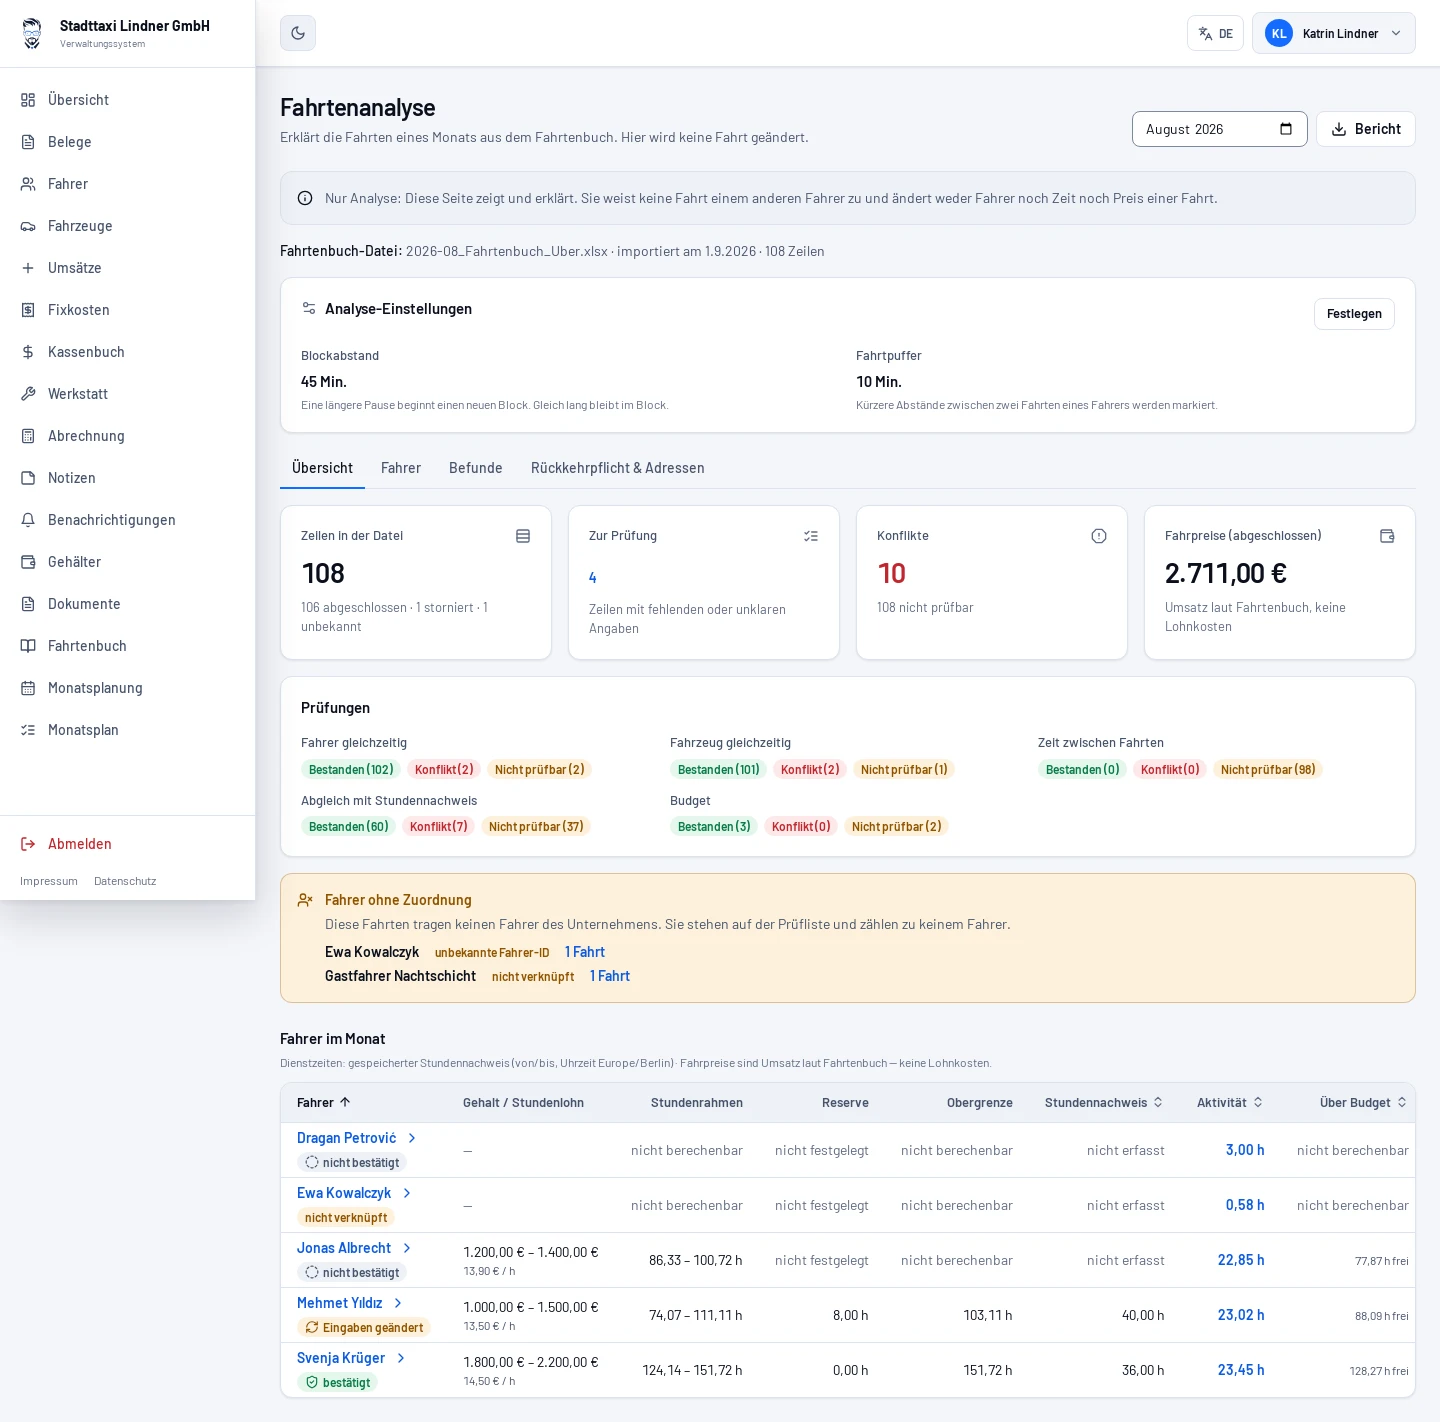 Stadttaxi Lindner GmbH
Verwaltungssystem
DE
KL
Katrin Lindner
Übersicht
Belege
Fahrer
Fahrzeuge
Umsätze
Fixkosten
Kassenbuch
Werkstatt
Abrechnung
Notizen
Benachrichtigungen
Gehälter
Dokumente
Fahrtenbuch
Monatsplanung
Monatsplan
Abmelden
Impressum Datenschutz
Fahrtenanalyse
Erklärt die Fahrten eines Monats aus dem Fahrtenbuch. Hier wird keine Fahrt geändert.
August 2026
Bericht
Nur Analyse: Diese Seite zeigt und erklärt. Sie weist keine Fahrt einem anderen Fahrer zu und ändert weder Fahrer noch Zeit noch Preis einer Fahrt.
Fahrtenbuch-Datei: 2026-08_Fahrtenbuch_Uber.xlsx · importiert am 1.9.2026 · 108 Zeilen
Analyse-Einstellungen
Festlegen
Blockabstand
45 Min.
Eine längere Pause beginnt einen neuen Block. Gleich lang bleibt im Block.
Fahrtpuffer
10 Min.
Kürzere Abstände zwischen zwei Fahrten eines Fahrers werden markiert.
Übersicht Fahrer Befunde Rückkehrpflicht & Adressen
Zeilen in der Datei
108
106 abgeschlossen · 1 storniert · 1
unbekannt
Zur Prüfung
4
Zeilen mit fehlenden oder unklaren
Angaben
Konflikte
10
108 nicht prüfbar
Fahrpreise (abgeschlossen)
2.711,00 €
Umsatz laut Fahrtenbuch, keine
Lohnkosten
Prüfungen
Fahrer gleichzeitig
Bestanden (102) Konflikt (2) Nicht prüfbar (2)
Fahrzeug gleichzeitig
Bestanden (101) Konflikt (2) Nicht prüfbar (1)
Zeit zwischen Fahrten
Bestanden (0) Konflikt (0) Nicht prüfbar (98)
Abgleich mit Stundennachweis
Bestanden (60) Konflikt (7) Nicht prüfbar (37)
Budget
Bestanden (3) Konflikt (0) Nicht prüfbar (2)
Fahrer ohne Zuordnung
Diese Fahrten tragen keinen Fahrer des Unternehmens. Sie stehen auf der Prüfliste und zählen zu keinem Fahrer.
Ewa Kowalczyk unbekannte Fahrer-ID 1 Fahrt
Gastfahrer Nachtschicht nicht verknüpft 1 Fahrt
Fahrer im Monat
Dienstzeiten: gespeicherter Stundennachweis (von/bis, Uhrzeit Europe/Berlin) · Fahrpreise sind Umsatz laut Fahrtenbuch — keine Lohnkosten.
Fahrer Gehalt / Stundenlohn Stundenrahmen Reserve Obergrenze Stundennachweis Aktivität Über Budget
Dragan Petrović — nicht berechenbar nicht festgelegt nicht berechenbar nicht erfasst 3,00 h nicht berechenbar
nicht bestätigt
Ewa Kowalczyk — nicht berechenbar nicht festgelegt nicht berechenbar nicht erfasst 0,58 h nicht berechenbar
nicht verknüpft
Jonas Albrecht 1.200,00 € – 1.400,00 € 86,33 – 100,72 h nicht festgelegt nicht berechenbar nicht erfasst 22,85 h 77,87 h frei
nicht bestätigt 13,90 € / h
Mehmet Yıldız 1.000,00 € – 1.500,00 € 74,07 – 111,11 h 8,00 h 103,11 h 40,00 h 23,02 h 88,09 h frei
Eingaben geändert 13,50 € / h
Svenja Krüger 1.800,00 € – 2.200,00 € 124,14 – 151,72 h 0,00 h 151,72 h 36,00 h 23,45 h 128,27 h frei
bestätigt 14,50 € / h